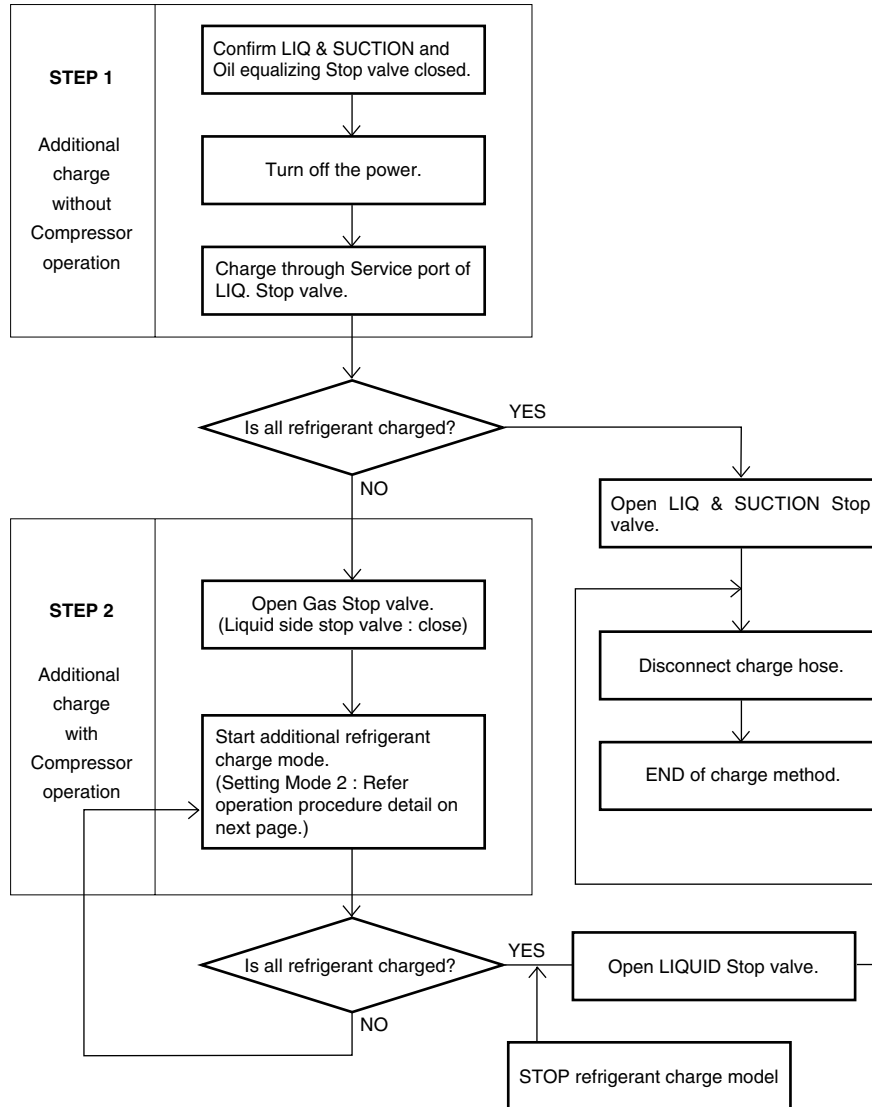 STEP 1
Additional
charge
without
Compressor
operation
Confirm LIQ & SUCTION and
Oil equalizing Stop valve closed.
Turn off the power.
Charge through Service port of
LIQ. Stop valve.
Is all refrigerant charged?
YES
NO
Open LIQ & SUCTION Stop
valve.
Disconnect charge hose.
END of charge method.
STEP 2
Additional
charge
with
Compressor
operation
Open Gas Stop valve.
(Liquid side stop valve : close)
Start additional refrigerant
charge mode.
(Setting Mode 2 : Refer
operation procedure detail on
next page.)
Is all refrigerant charged?
YES
NO
Open LIQUID Stop valve.
STOP refrigerant charge model